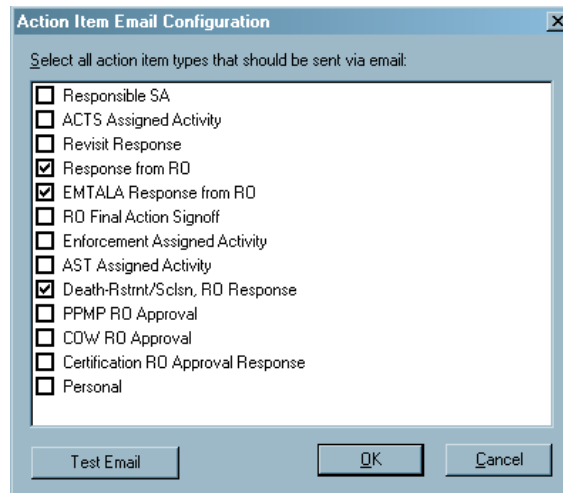 Action Item Email Configuration
Select all action item types that should be sent via email:
Responsible SA
ACTS Assigned Activity
Revisit Response
Response from RO
EMTALA Response from RO
RO Final Action Signoff
Enforcement Assigned Activity
AST Assigned Activity
Death-Rstrnt/Sclsn, RO Response
PPMP RO Approval
COW RO Approval
Certification RO Approval Response
Personal
Test Email OK Cancel